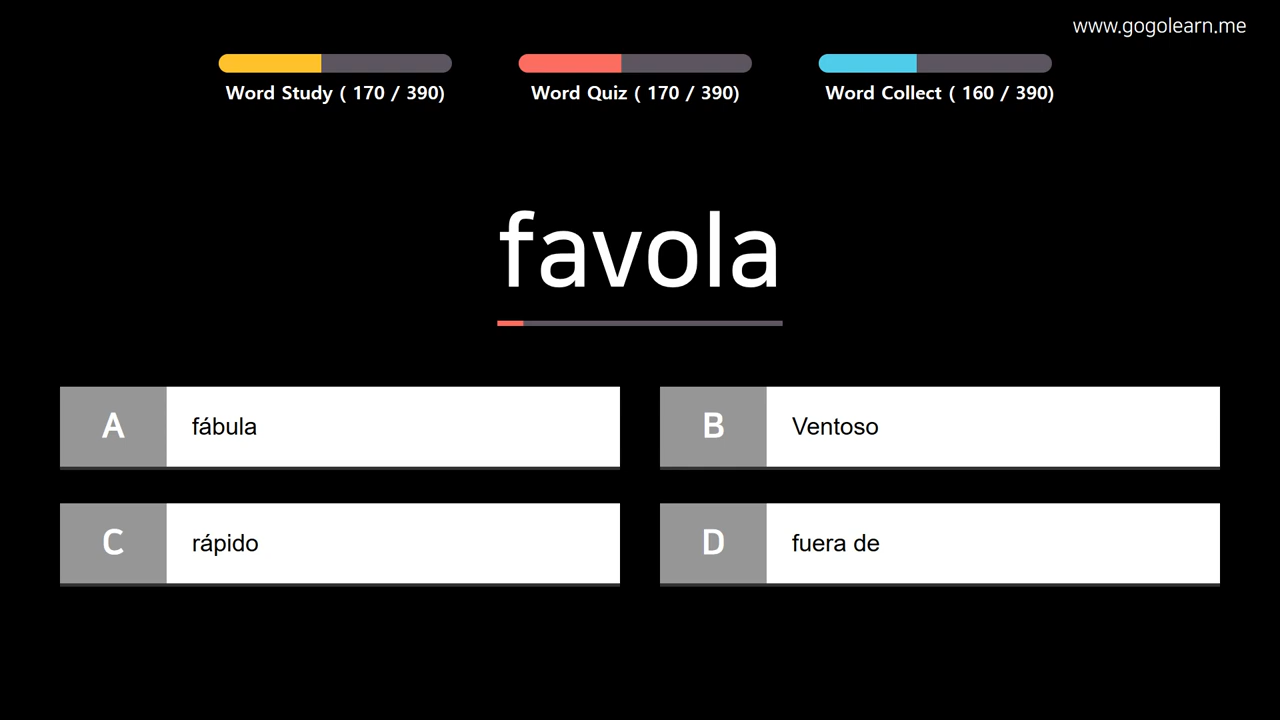 www.gogolearn.me
Word Study ( 170 / 390)
Word Quiz ( 170 / 390)
Word Collect ( 160 / 390)
favola
A fábula
B Ventoso
C rápido
D fuera de